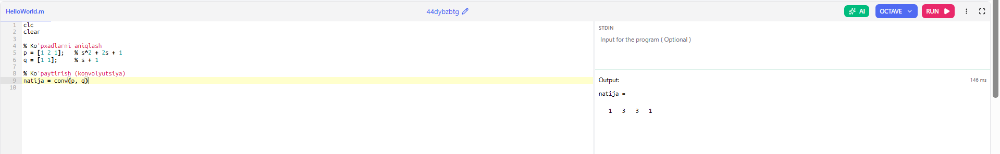 HelloWorld.m
44dybzbtg
AI
OCTAVE
RUN
1 clc
2 clear
3
4 % Ko'pxadlarni aniqlash
5 p = [1 2 1];   % s^2 + 2s + 1
6 q = [1 1];     % s + 1
7
8 % Ko'paytirish (konvolyutsiya)
9 natija = conv(p, q)
10
STDIN
Input for the program ( Optional )
Output:
146 ms
natija =
1   3   3   1